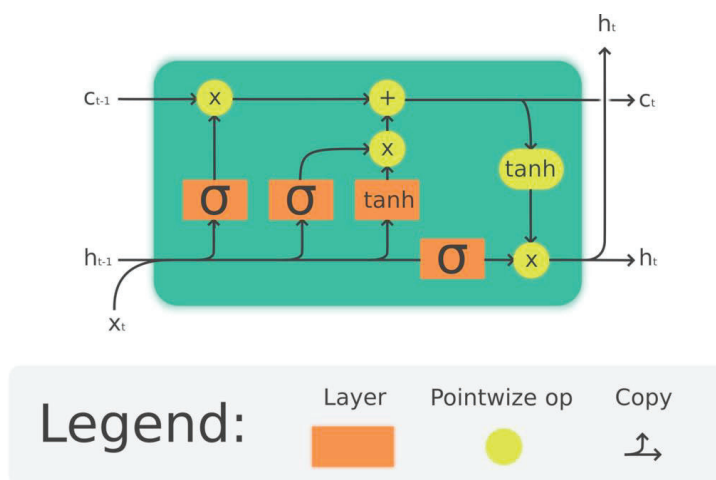 hₜ
cₜ₋₁ x + cₜ
x
tanh
σ σ tanh
hₜ₋₁ σ x hₜ
xₜ
Legend:
Layer Pointwize op Copy